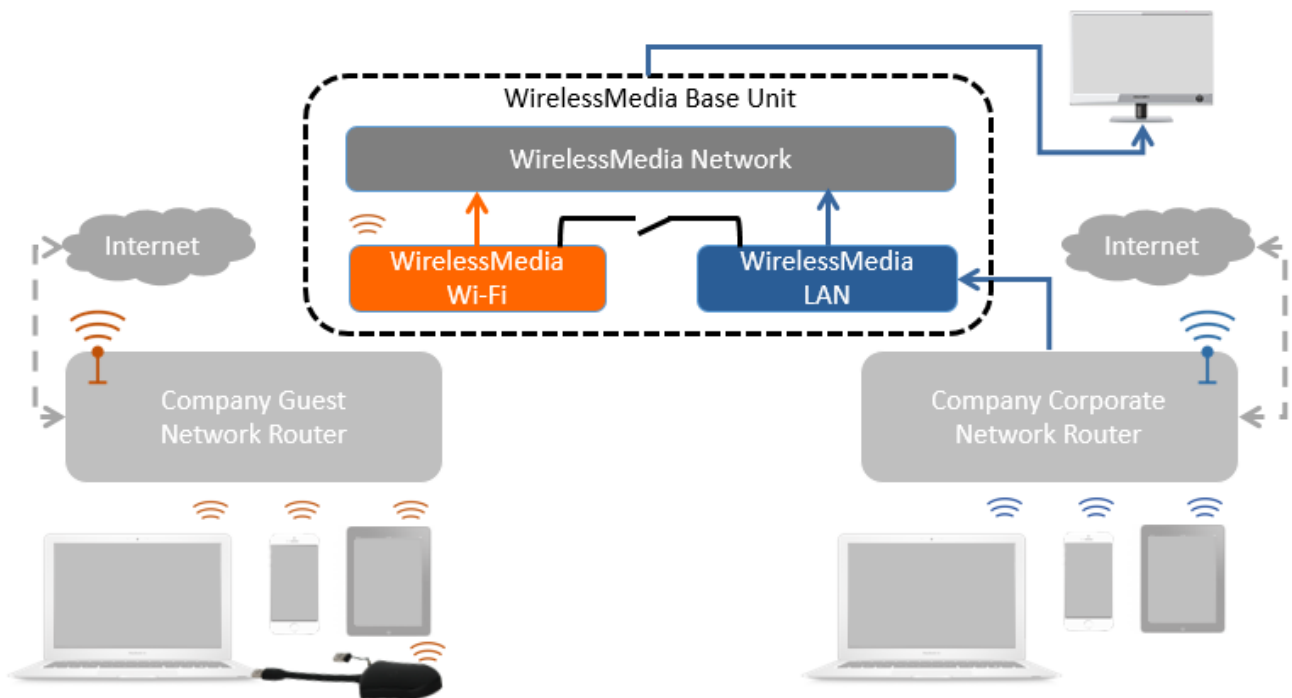 WirelessMedia Base Unit
WirelessMedia Network
Internet
WirelessMedia
Wi-Fi
WirelessMedia
LAN
Internet
Company Guest
Network Router
Company Corporate
Network Router